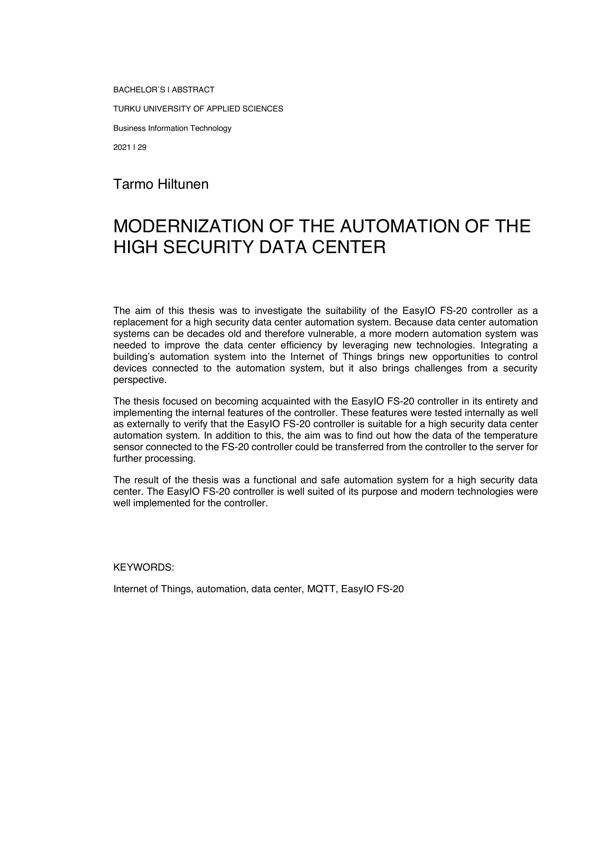 BACHELOR´S | ABSTRACT
TURKU UNIVERSITY OF APPLIED SCIENCES
Business Information Technology
2021 | 29
Tarmo Hiltunen
MODERNIZATION OF THE AUTOMATION OF THE
HIGH SECURITY DATA CENTER
The aim of this thesis was to investigate the suitability of the EasyIO FS-20 controller as a
replacement for a high security data center automation system. Because data center automation
systems can be decades old and therefore vulnerable, a more modern automation system was
needed to improve the data center efficiency by leveraging new technologies. Integrating a
building's automation system into the Internet of Things brings new opportunities to control
devices connected to the automation system, but it also brings challenges from a security
perspective.
The thesis focused on becoming acquainted with the EasyIO FS-20 controller in its entirety and
implementing the internal features of the controller. These features were tested internally as well
as externally to verify that the EasyIO FS-20 controller is suitable for a high security data center
automation system. In addition to this, the aim was to find out how the data of the temperature
sensor connected to the FS-20 controller could be transferred from the controller to the server for
further processing.
The result of the thesis was a functional and safe automation system for a high security data
center. The EasyIO FS-20 controller is well suited of its purpose and modern technologies were
well implemented for the controller.
KEYWORDS:
Internet of Things, automation, data center, MQTT, EasyIO FS-20